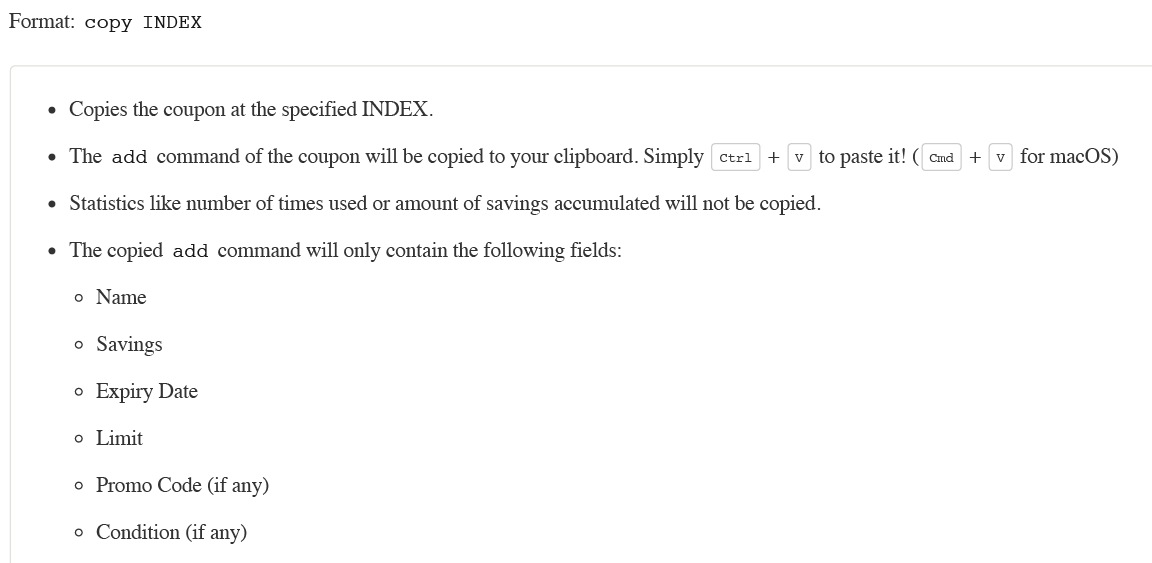 Format: copy INDEX
• Copies the coupon at the specified INDEX.
• The add command of the coupon will be copied to your clipboard. Simply Ctrl + V to paste it! ( Cmd + V for macOS)
• Statistics like number of times used or amount of savings accumulated will not be copied.
• The copied add command will only contain the following fields:
◦ Name
◦ Savings
◦ Expiry Date
◦ Limit
◦ Promo Code (if any)
◦ Condition (if any)